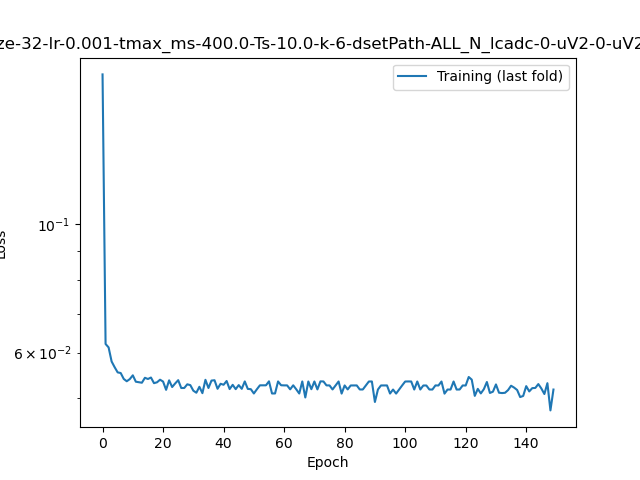 ze-32-lr-0.001-tmax_ms-400.0-Ts-10.0-k-6-dsetPath-ALL_N_lcadc-0-uV2-0-uV2
Training (last fold)
10⁻¹
6 × 10⁻²
Loss
0 20 40 60 80 100 120 140
Epoch